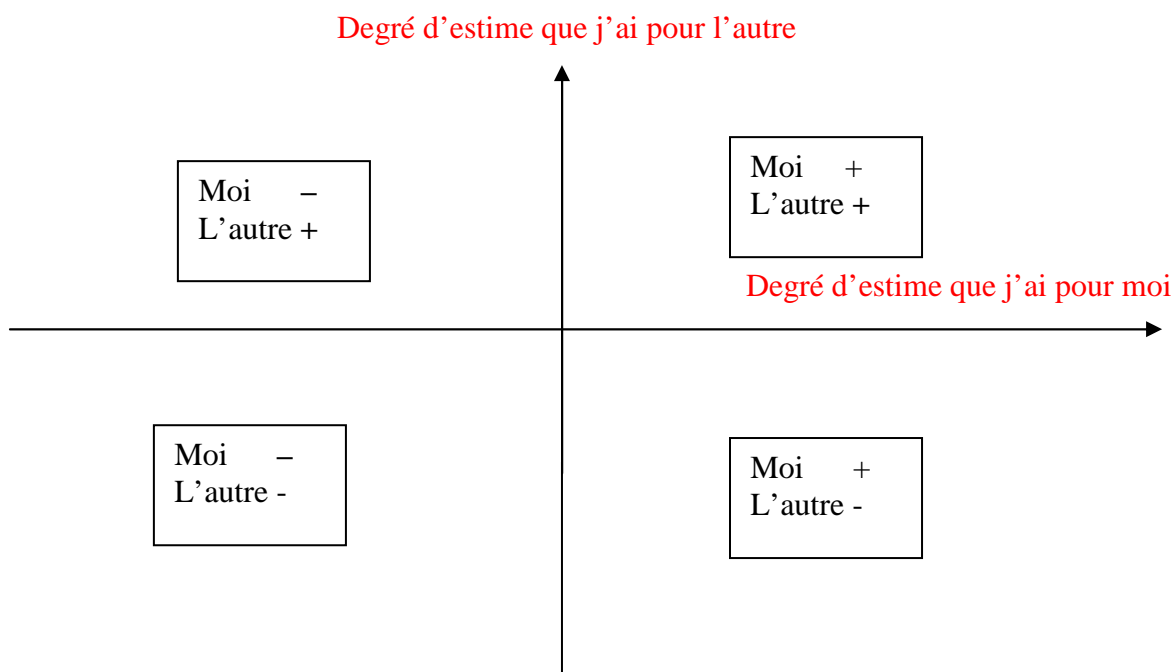 Degré d’estime que j’ai pour l’autre
Moi –
L’autre +
Moi +
L’autre +
Degré d’estime que j’ai pour moi
Moi –
L’autre -
Moi +
L’autre -